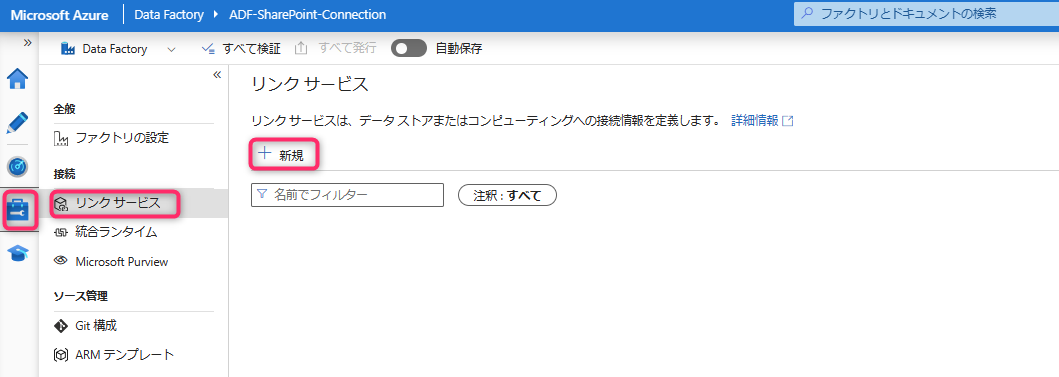 Microsoft Azure Data Factory ADF-SharePoint-Connection ファクトリとドキュメントの検索
Data Factory すべて検証 すべて発行 自動保存
リンク サービス
全般
リンク サービスは、データ ストアまたはコンピューティングへの接続情報を定義します。 詳細情報
ファクトリの設定
新規
接続
リンク サービス
名前でフィルター 注釈 : すべて
統合ランタイム
Microsoft Purview
ソース管理
Git 構成
ARM テンプレート